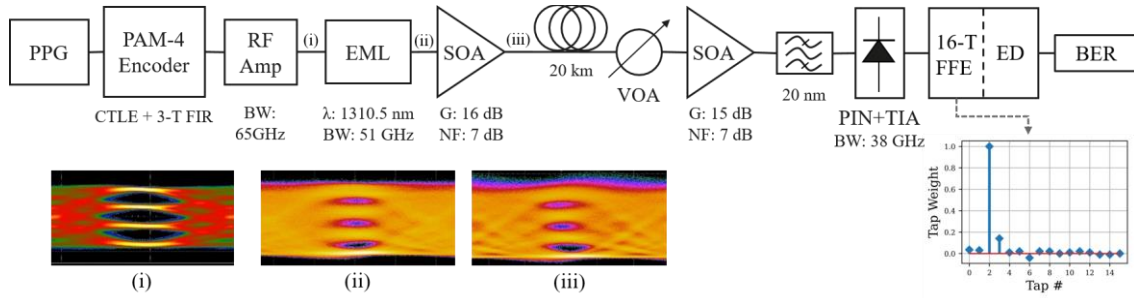 PPG
PAM-4
Encoder
CTLE + 3-T FIR
RF
Amp
BW:
65GHz
(i)
EML
λ: 1310.5 nm
BW: 51 GHz
(ii)
SOA
G: 16 dB
NF: 7 dB
(iii)
20 km
VOA
SOA
G: 15 dB
NF: 7 dB
20 nm
PIN+TIA
BW: 38 GHz
16-T
FFE
ED
BER
(i)
(ii)
(iii)
Tap Weight
1.0
0.8
0.6
0.4
0.2
0.0
0 2 4 6 8 10 12 14
Tap #